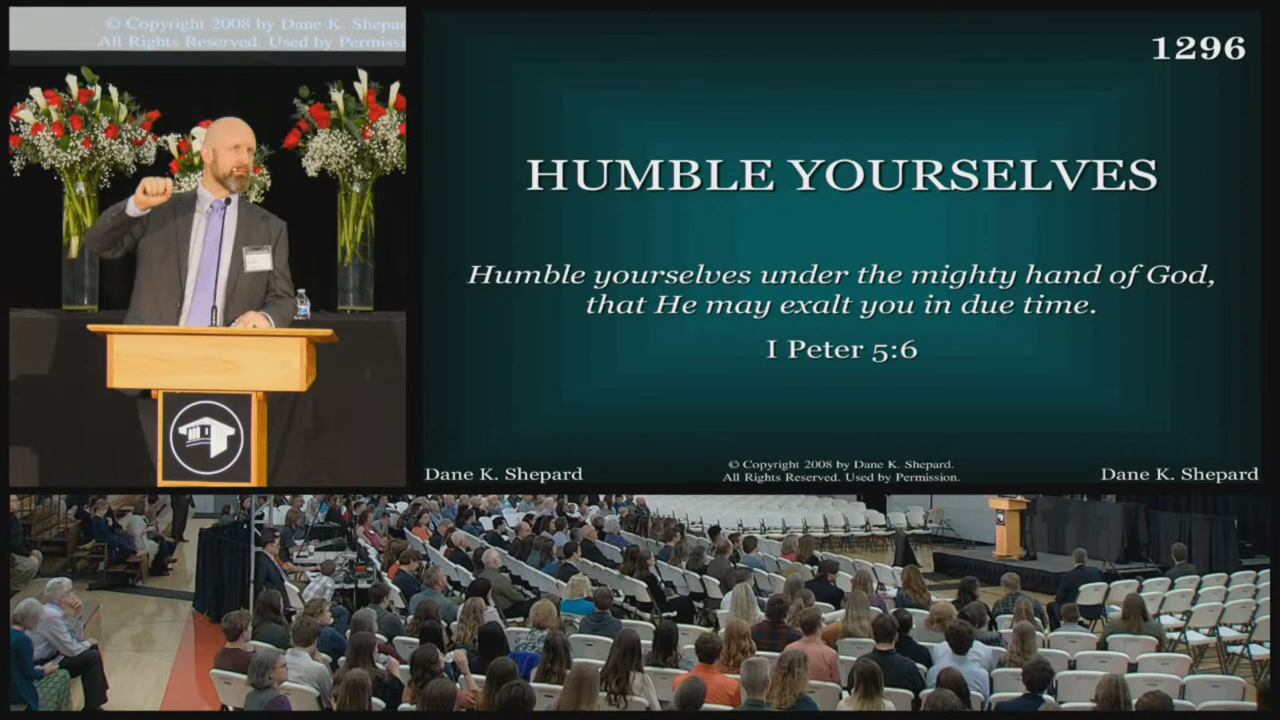 © Copyright 2008 by Dane K. Shepar
All Rights Reserved. Used by Permissi
1296
HUMBLE YOURSELVES
Humble yourselves under the mighty hand of God,
that He may exalt you in due time.
I Peter 5:6
Dane K. Shepard
© Copyright 2008 by Dane K. Shepard.
All Rights Reserved. Used by Permission.
Dane K. Shepard